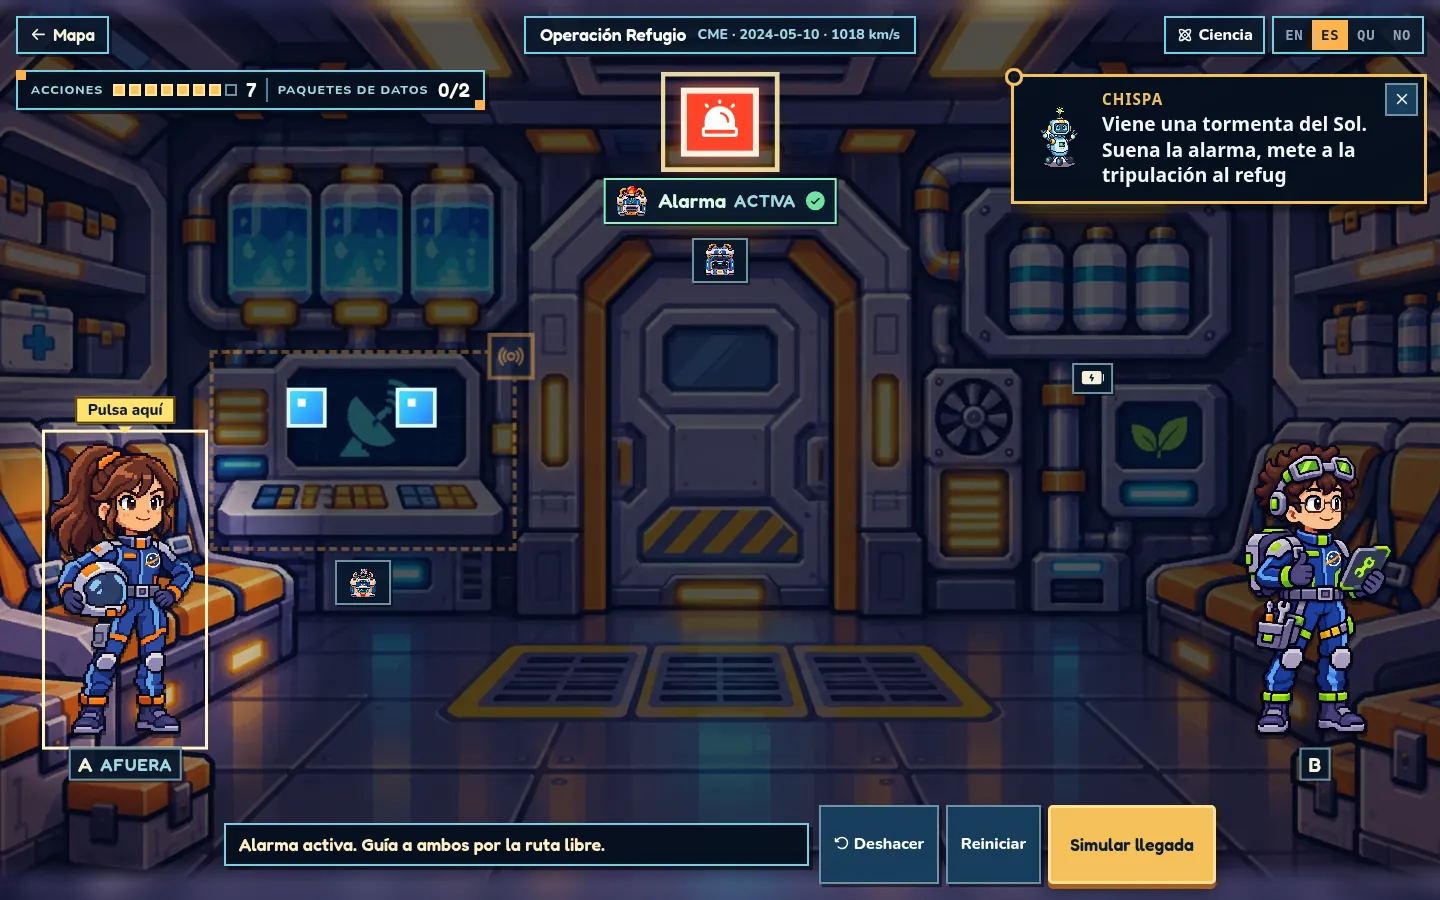 Mapa
Operación Refugio CME · 2024-05-10 · 1018 km/s
Ciencia
EN ES QU NO
ACCIONES 7 PAQUETES DE DATOS 0/2
CHISPA
Viene una tormenta del Sol.
Suena la alarma, mete a la
tripulación al refug
Alarma ACTIVA
Pulsa aquí
A AFUERA
B
Alarma activa. Guía a ambos por la ruta libre.
Deshacer
Reiniciar
Simular llegada